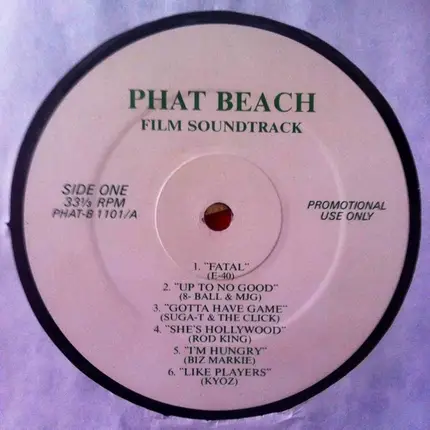 PHAT BEACH
FILM SOUNDTRACK
SIDE ONE
33⅓ RPM
PHAT-B 1101/A
PROMOTIONAL
USE ONLY
1. "FATAL"
(E-40)
2. "UP TO NO GOOD"
(8- BALL & MJG)
3. "GOTTA HAVE GAME"
(SUGA-T & THE CLICK)
4. "SHE'S HOLLYWOOD"
(ROD KING)
5. "I'M HUNGRY"
(BIZ MARKIE)
6. "LIKE PLAYERS"
(KYOZ)